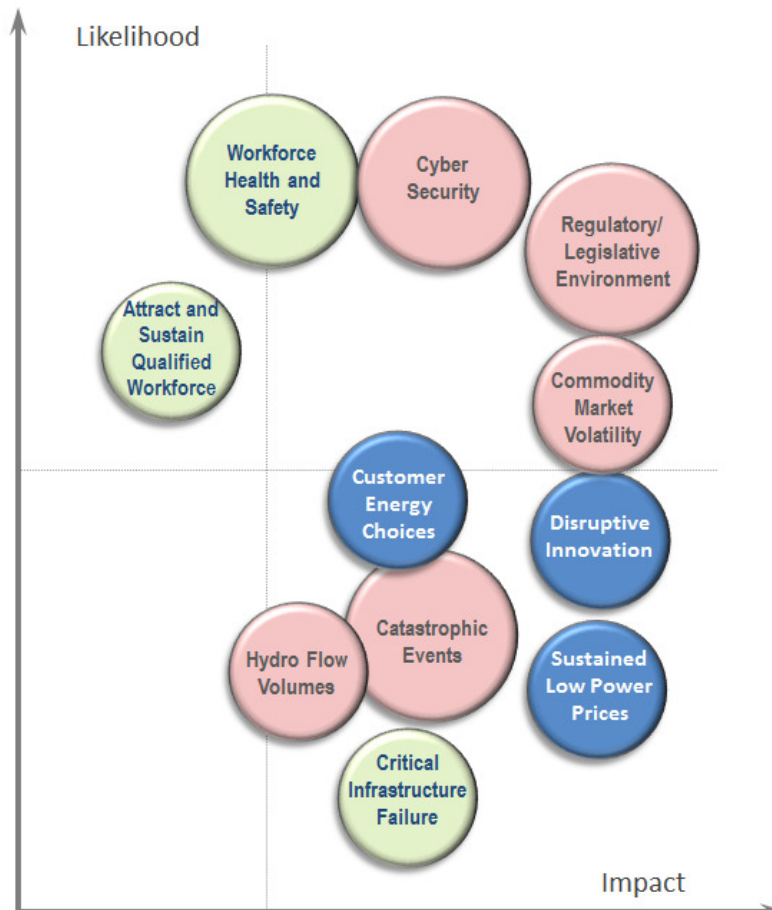 Likelihood
Workforce
Health and
Safety
Cyber
Security
Regulatory/
Legislative
Environment
Attract and
Sustain
Qualified
Workforce
Commodity
Market
Volatility
Customer
Energy
Choices
Disruptive
Innovation
Catastrophic
Events
Hydro Flow
Volumes
Sustained
Low Power
Prices
Critical
Infrastructure
Failure
Impact